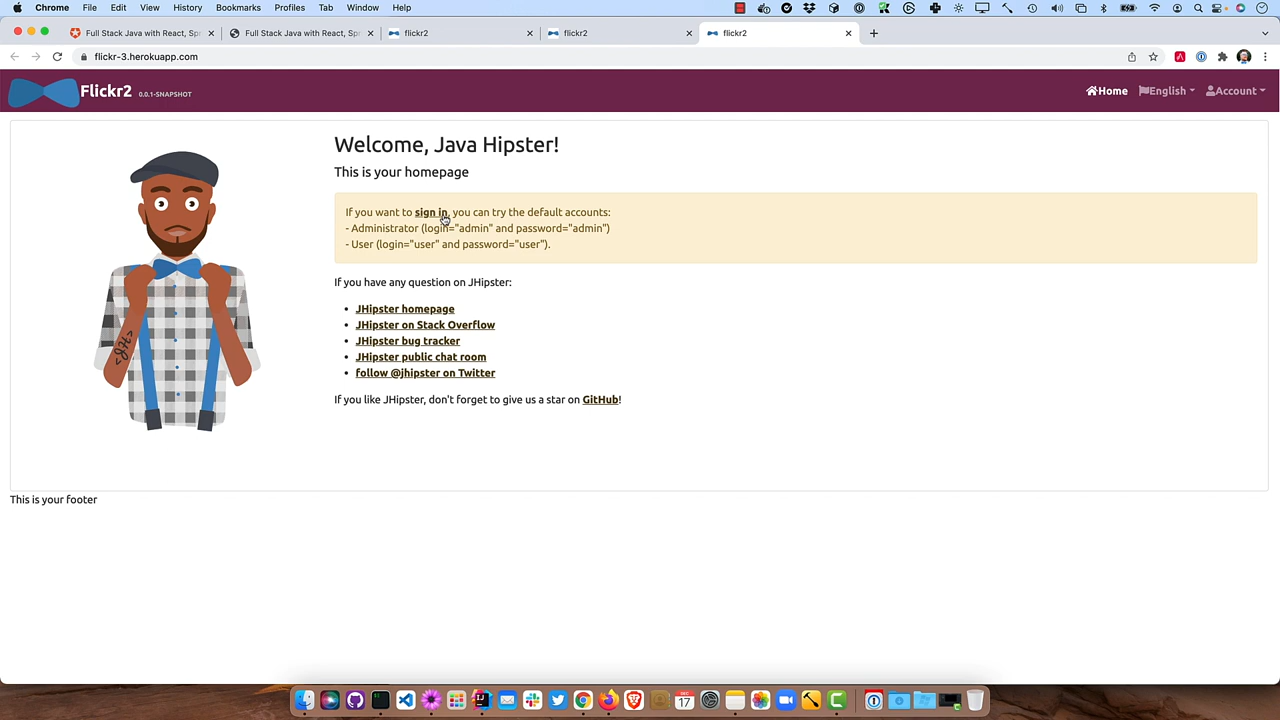 Chrome File Edit View History Bookmarks Profiles Tab Window Help
Full Stack Java with React, Spr
Full Stack Java with React, Spr
flickr2
flickr2
flickr2
flickr-3.herokuapp.com
Flickr2 0.0.1-SNAPSHOT
Home English Account
Welcome, Java Hipster!
This is your homepage
If you want to sign in, you can try the default accounts:
- Administrator (login="admin" and password="admin")
- User (login="user" and password="user").
If you have any question on JHipster:
JHipster homepage
JHipster on Stack Overflow
JHipster bug tracker
JHipster public chat room
follow @jhipster on Twitter
If you like JHipster, don't forget to give us a star on GitHub!
<JH>
This is your footer
17